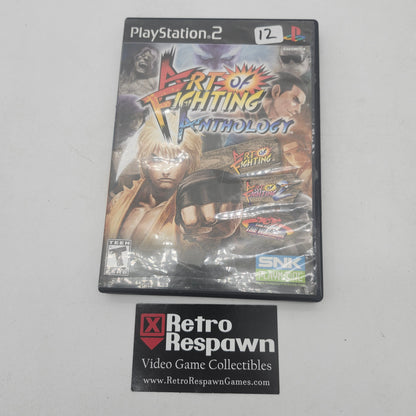 PlayStation 2
12
ART OF
FIGHTING
ANTHOLOGY
ART OF
FIGHTING
TEEN
T
SNK
PLAYMORE
Retro
Respawn
Video Game Collectibles
www.RetroRespawnGames.com